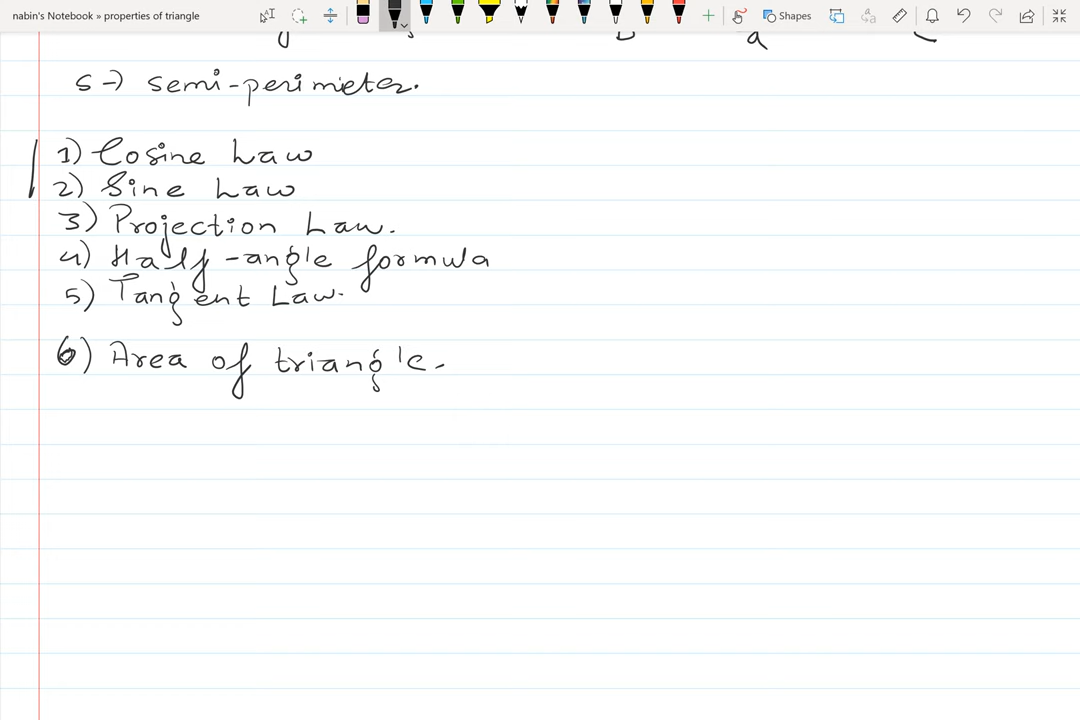 nabin's Notebook » properties of triangle
Shapes
a
s → semi-perimeter.
1) Cosine Law
2) Sine Law
3) Projection Law.
4) Half-angle formula
5) Tangent Law.
6) Area of triangle.